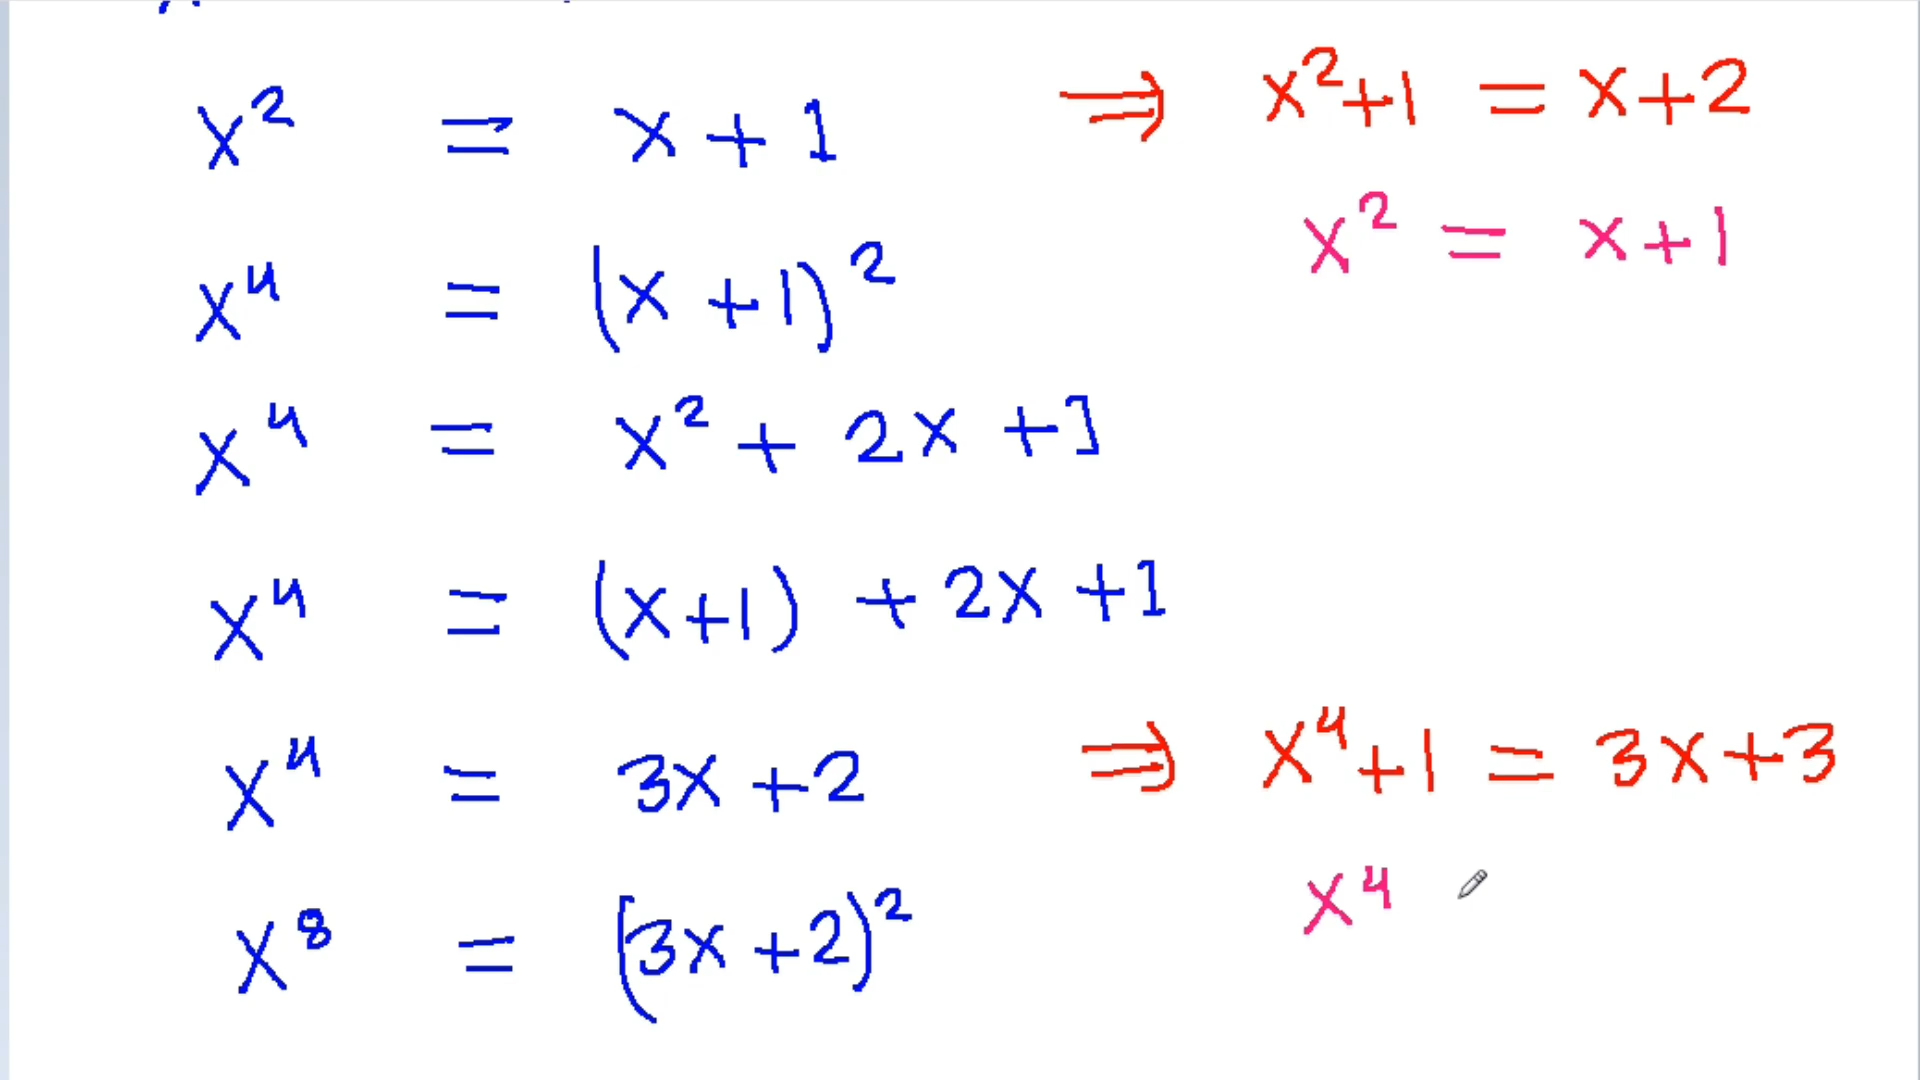 x² = x + 1 ⇒ x² + 1 = x + 2
x² = x + 1
x⁴ = (x + 1)²
x⁴ = x² + 2x + 1
x⁴ = (x + 1) + 2x + 1
x⁴ = 3x + 2 ⇒ x⁴ + 1 = 3x + 3
x⁴
x⁸ = (3x + 2)²